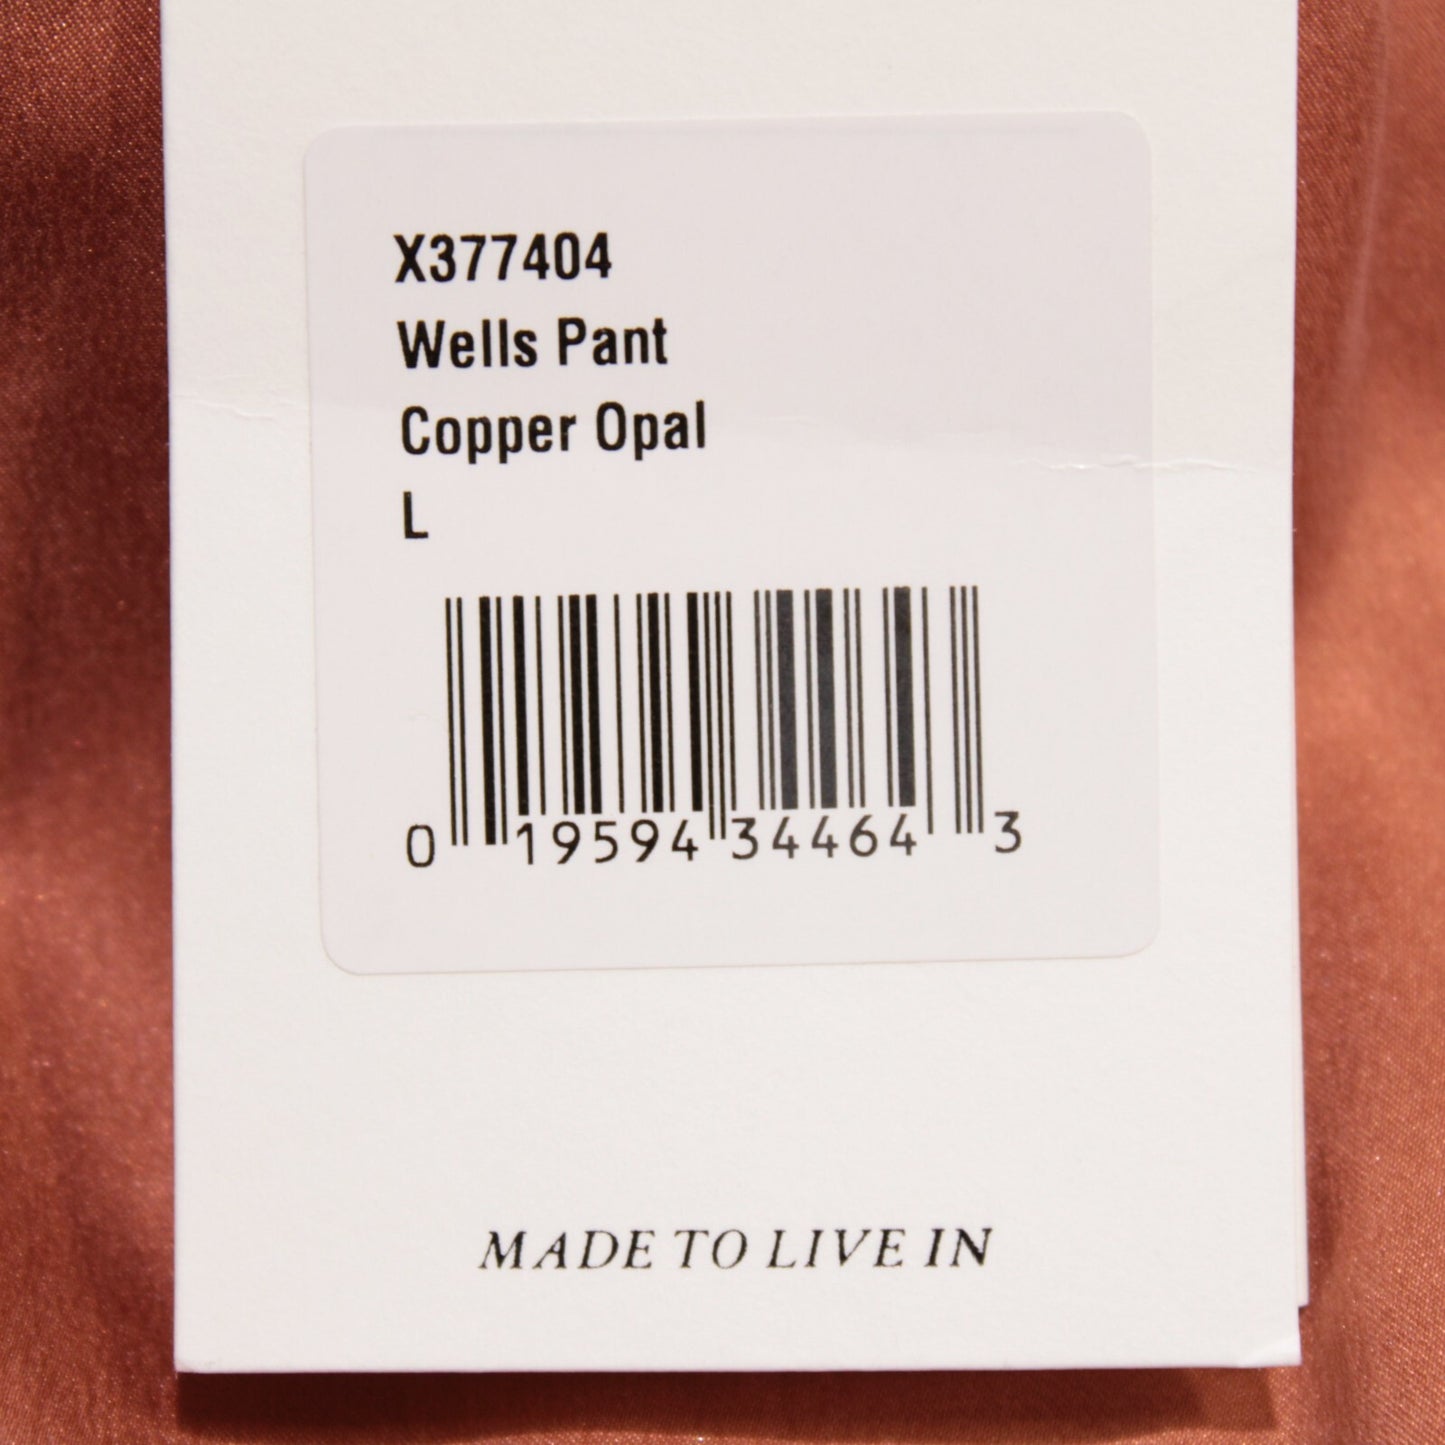 X377404
Wells Pant
Copper Opal
L
0 19594 34464 3
MADE TO LIVE IN